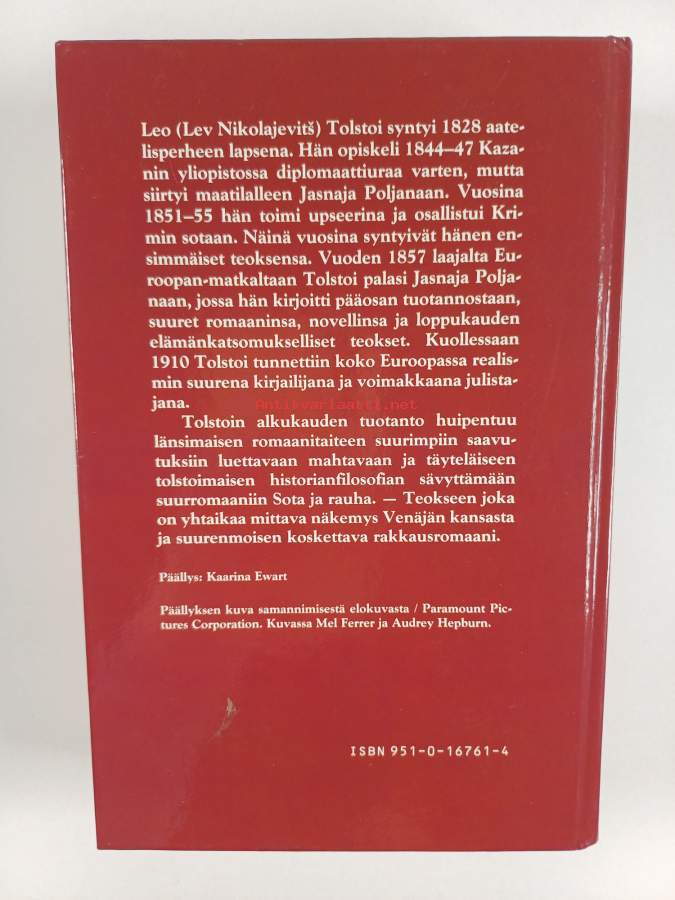 Leo (Lev Nikolajevitš) Tolstoi syntyi 1828 aate-
lisperheen lapsena. Hän opiskeli 1844–47 Kaza-
nin yliopistossa diplomaattiuraa varten, mutta
siirtyi maatilalleen Jasnaja Poljanaan. Vuosina
1851–55 hän toimi upseerina ja osallistui Kri-
min sotaan. Näinä vuosina syntyivät hänen en-
simmäiset teoksensa. Vuoden 1857 laajalta Eu-
roopan-matkaltaan Tolstoi palasi Jasnaja Polja-
naan, jossa hän kirjoitti pääosan tuotannostaan,
suuret romaaninsa, novellinsa ja loppukauden
elämänkatsomukselliset teokset. Kuollessaan
1910 Tolstoi tunnettiin koko Euroopassa realis-
min suurena kirjailijana ja voimakkaana julista-
jana.
Antikvariaatti.net
Tolstoin alkukauden tuotanto huipentuu
länsimaisen romaanitaiteen suurimpiin saavu-
tuksiin luettavaan mahtavaan ja täyteläiseen
tolstoimaisen historianfilosofian sävyttämään
suurromaaniin Sota ja rauha. — Teokseen joka
on yhtaikaa mittava näkemys Venäjän kansasta
ja suurenmoisen koskettava rakkausromaani.
Päällys: Kaarina Ewart
Päällyksen kuva samannimisestä elokuvasta / Paramount Pic-
tures Corporation. Kuvassa Mel Ferrer ja Audrey Hepburn.
ISBN 951-0-16761-4